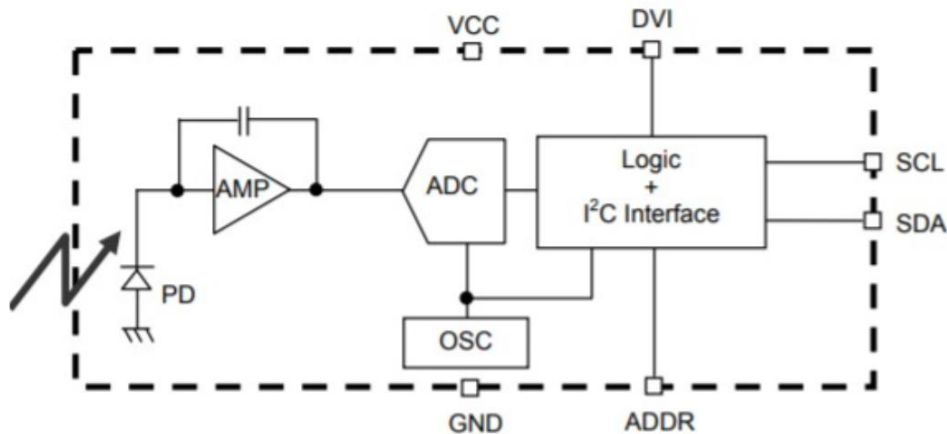 VCC
DVI
AMP
ADC
Logic
+
I²C Interface
SCL
SDA
PD
OSC
GND
ADDR